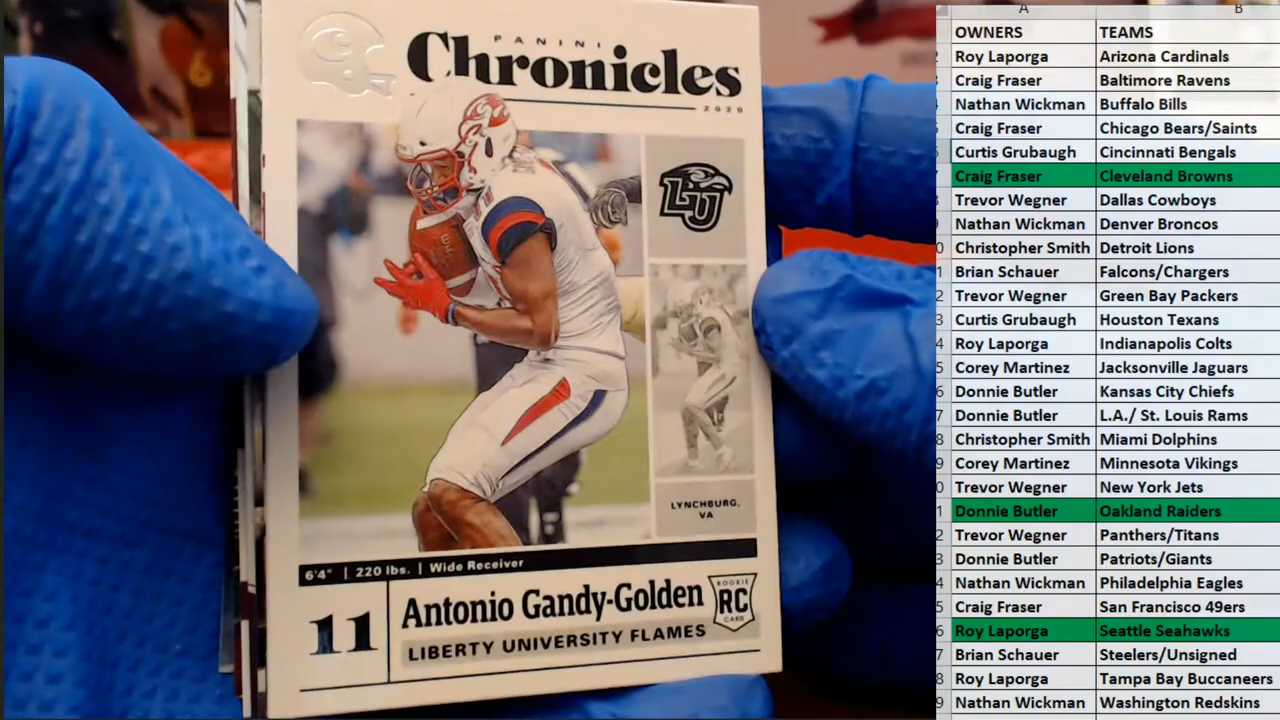 PANINI
Chronicles
2020
LU
LYNCHBURG,
VA
6'4" | 220 lbs. | Wide Receiver
11
Antonio Gandy-Golden
ROOKIE
RC
CARD
LIBERTY UNIVERSITY FLAMES
A B
OWNERS TEAMS
Roy Laporga Arizona Cardinals
Craig Fraser Baltimore Ravens
Nathan Wickman Buffalo Bills
Craig Fraser Chicago Bears/Saints
Curtis Grubaugh Cincinnati Bengals
Craig Fraser Cleveland Browns
Trevor Wegner Dallas Cowboys
Nathan Wickman Denver Broncos
Christopher Smith Detroit Lions
Brian Schauer Falcons/Chargers
Trevor Wegner Green Bay Packers
Curtis Grubaugh Houston Texans
Roy Laporga Indianapolis Colts
Corey Martinez Jacksonville Jaguars
Donnie Butler Kansas City Chiefs
Donnie Butler L.A./ St. Louis Rams
Christopher Smith Miami Dolphins
Corey Martinez Minnesota Vikings
Trevor Wegner New York Jets
Donnie Butler Oakland Raiders
Trevor Wegner Panthers/Titans
Donnie Butler Patriots/Giants
Nathan Wickman Philadelphia Eagles
Craig Fraser San Francisco 49ers
Roy Laporga Seattle Seahawks
Brian Schauer Steelers/Unsigned
Roy Laporga Tampa Bay Buccaneers
Nathan Wickman Washington Redskins